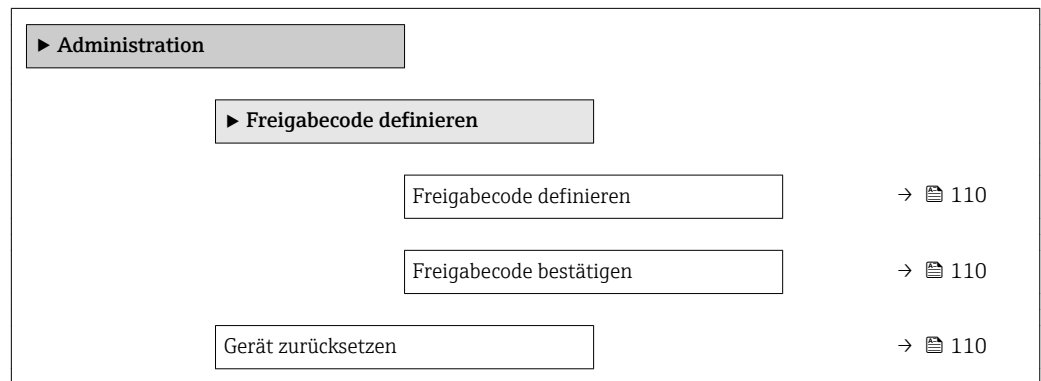 ▶ Administration
▶ Freigabecode definieren
Freigabecode definieren → 110
Freigabecode bestätigen → 110
Gerät zurücksetzen → 110